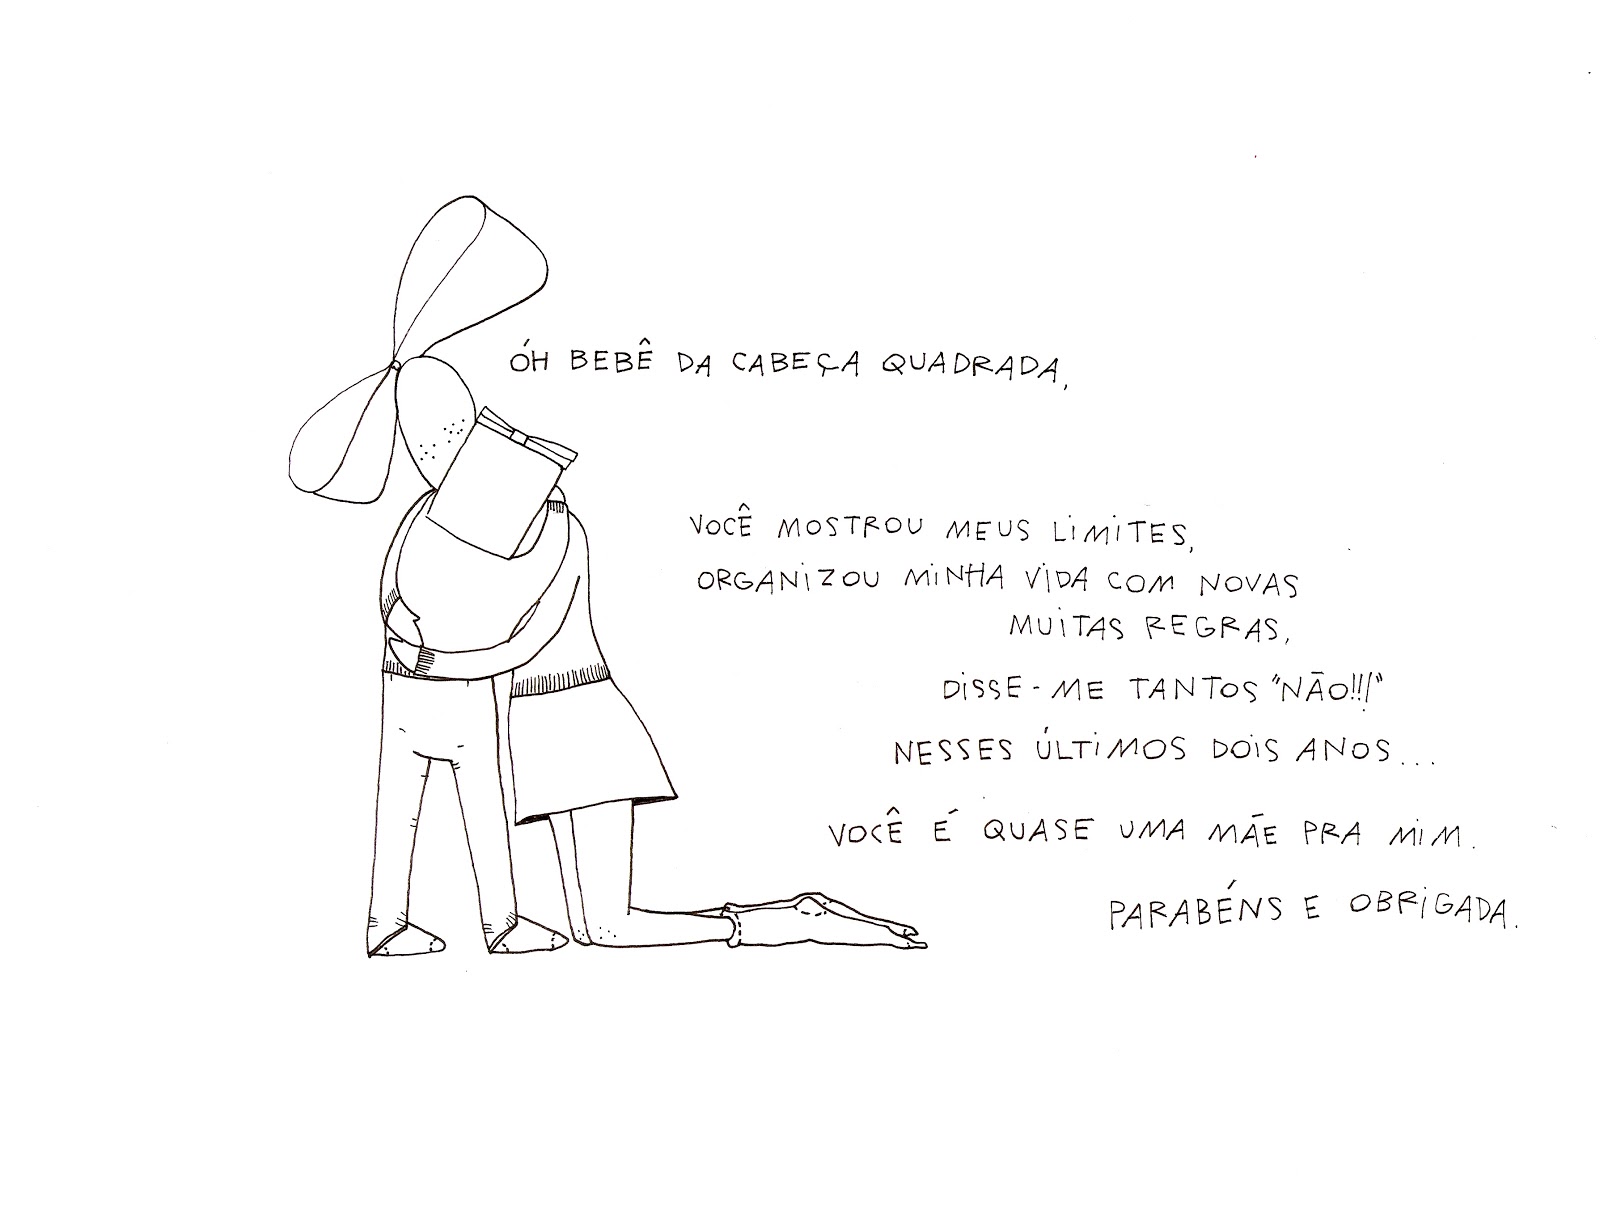 ÓH BEBÊ DA CABEÇA QUADRADA,
VOCÊ MOSTROU MEUS LIMITES,
ORGANIZOU MINHA VIDA COM NOVAS
MUITAS REGRAS,
DISSE-ME TANTOS "NÃO!!!"
NESSES ÚLTIMOS DOIS ANOS...
VOCÊ É QUASE UMA MÃE PRA MIM.
PARABÉNS E OBRIGADA.